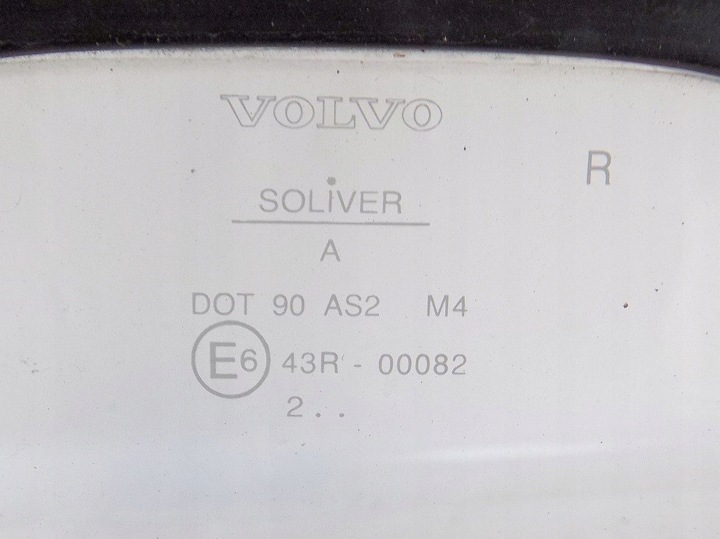 VOLVO
R
SOLiVER
A
DOT 90 AS2 M4
E6 43R - 00082
2 . .